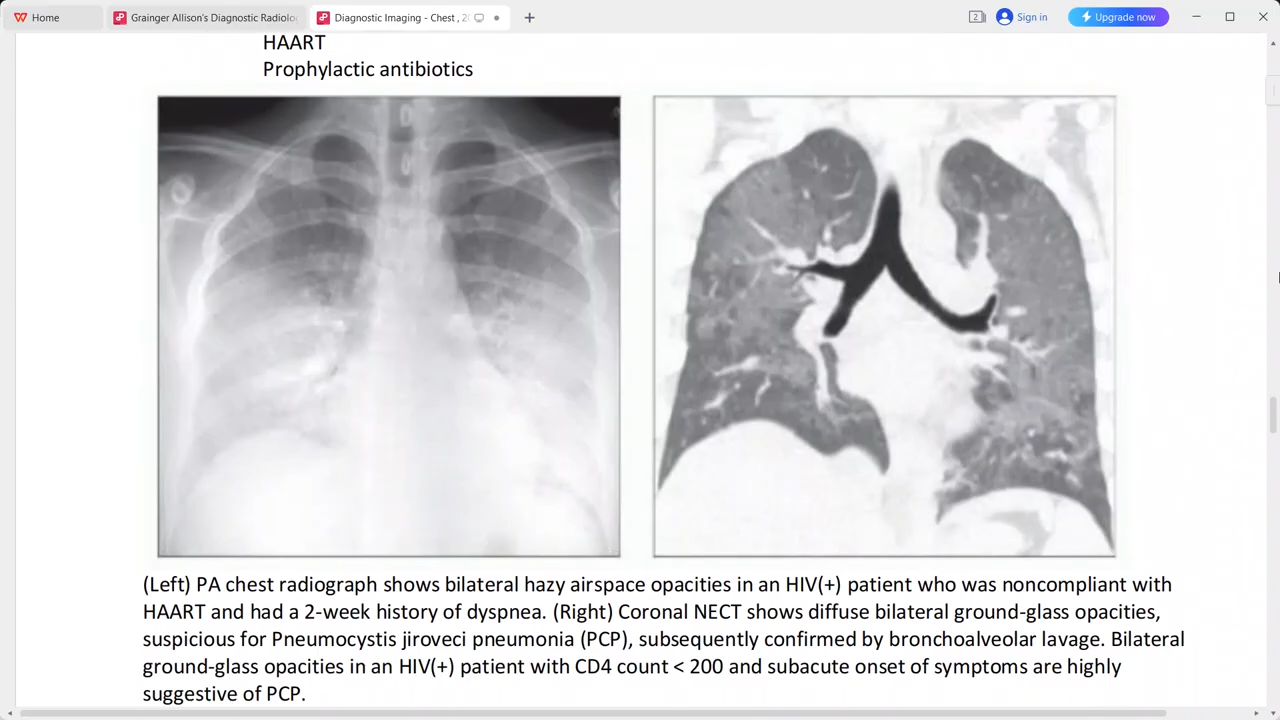 Home
Grainger Allison's Diagnostic Radiolo
Diagnostic Imaging - Chest , 2
2
Sign in
Upgrade now
HAART
Prophylactic antibiotics
(Left) PA chest radiograph shows bilateral hazy airspace opacities in an HIV(+) patient who was noncompliant with
HAART and had a 2-week history of dyspnea. (Right) Coronal NECT shows diffuse bilateral ground-glass opacities,
suspicious for Pneumocystis jiroveci pneumonia (PCP), subsequently confirmed by bronchoalveolar lavage. Bilateral
ground-glass opacities in an HIV(+) patient with CD4 count < 200 and subacute onset of symptoms are highly
suggestive of PCP.